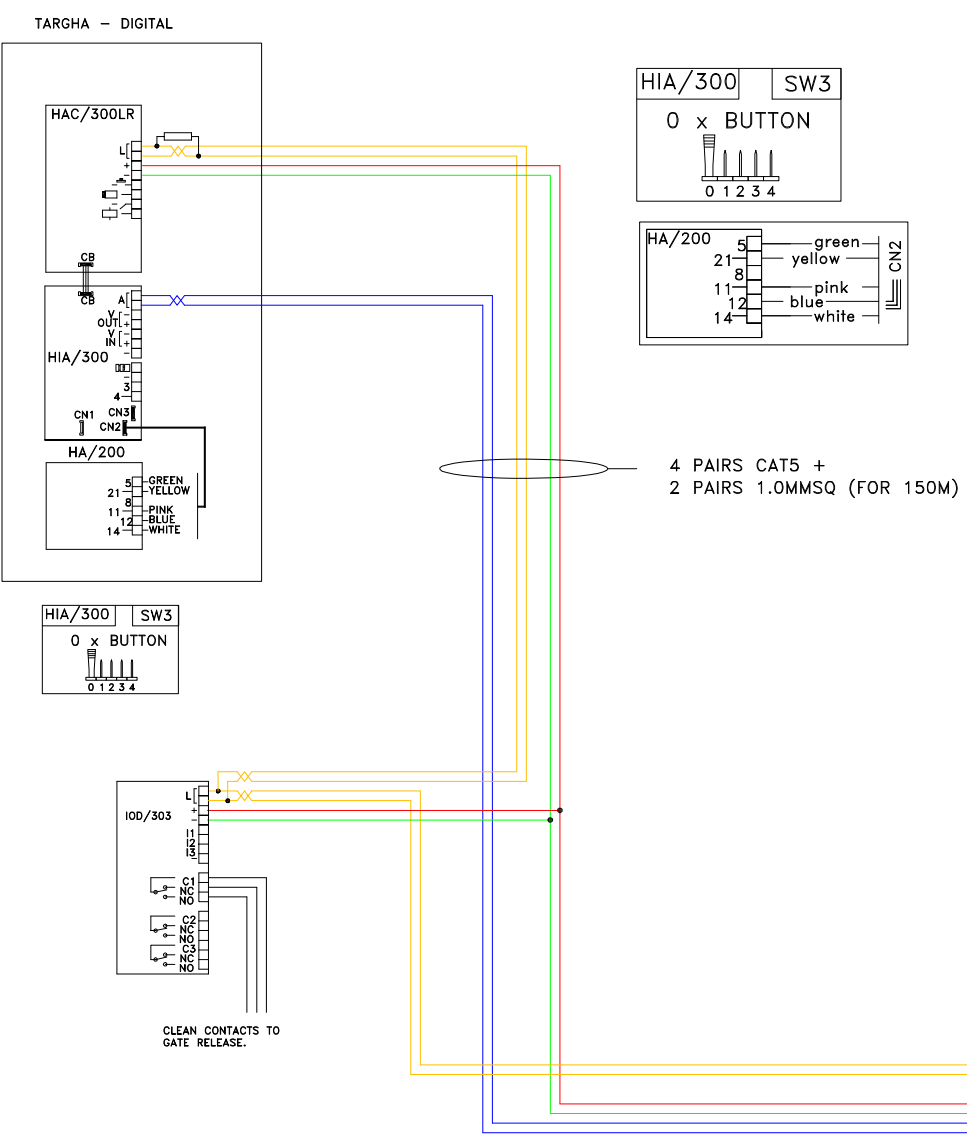 TARGHA – DIGITAL
HAC/300LR
L
+
–
CB
CB
A
V –
OUT +
V –
IN +
–
HIA/300
–
3
4
CN3
CN1
CN2
HA/200
5 GREEN
21 YELLOW
8
11 PINK
12 BLUE
14 WHITE
HIA/300 SW3
0 x BUTTON
0 1 2 3 4
HIA/300 SW3
0 x BUTTON
0 1 2 3 4
HA/200
5 green
21 yellow
8
11 pink
12 blue
14 white
CN2
4 PAIRS CAT5 +
2 PAIRS 1.0MMSQ (FOR 150M)
L
+
IOD/303
–
I1
I2
I3
–
C1
NC
NO
C2
NC
NO
C3
NC
NO
CLEAN CONTACTS TO
GATE RELEASE.